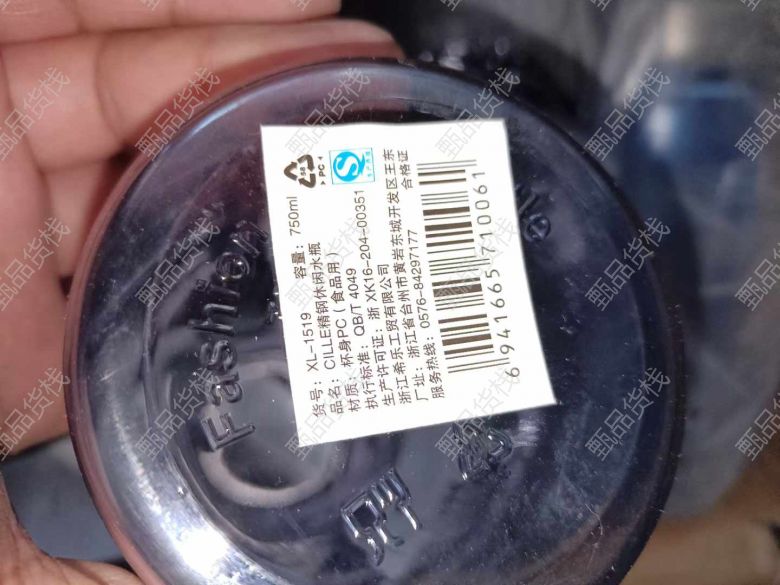 货号：XL-1519 容量：750ml
品名：CILLE精钢休闲水瓶
材质：杯身PC（食品用）
执行标准：QB/T 4049
生产许可证：浙 XK16-204-00351
浙江希乐工贸有限公司
厂址：浙江省台州市黄岩东城开发区王东
服务热线：0576-84297177 合格证
6 941665 710061
Fashion
甄品货栈